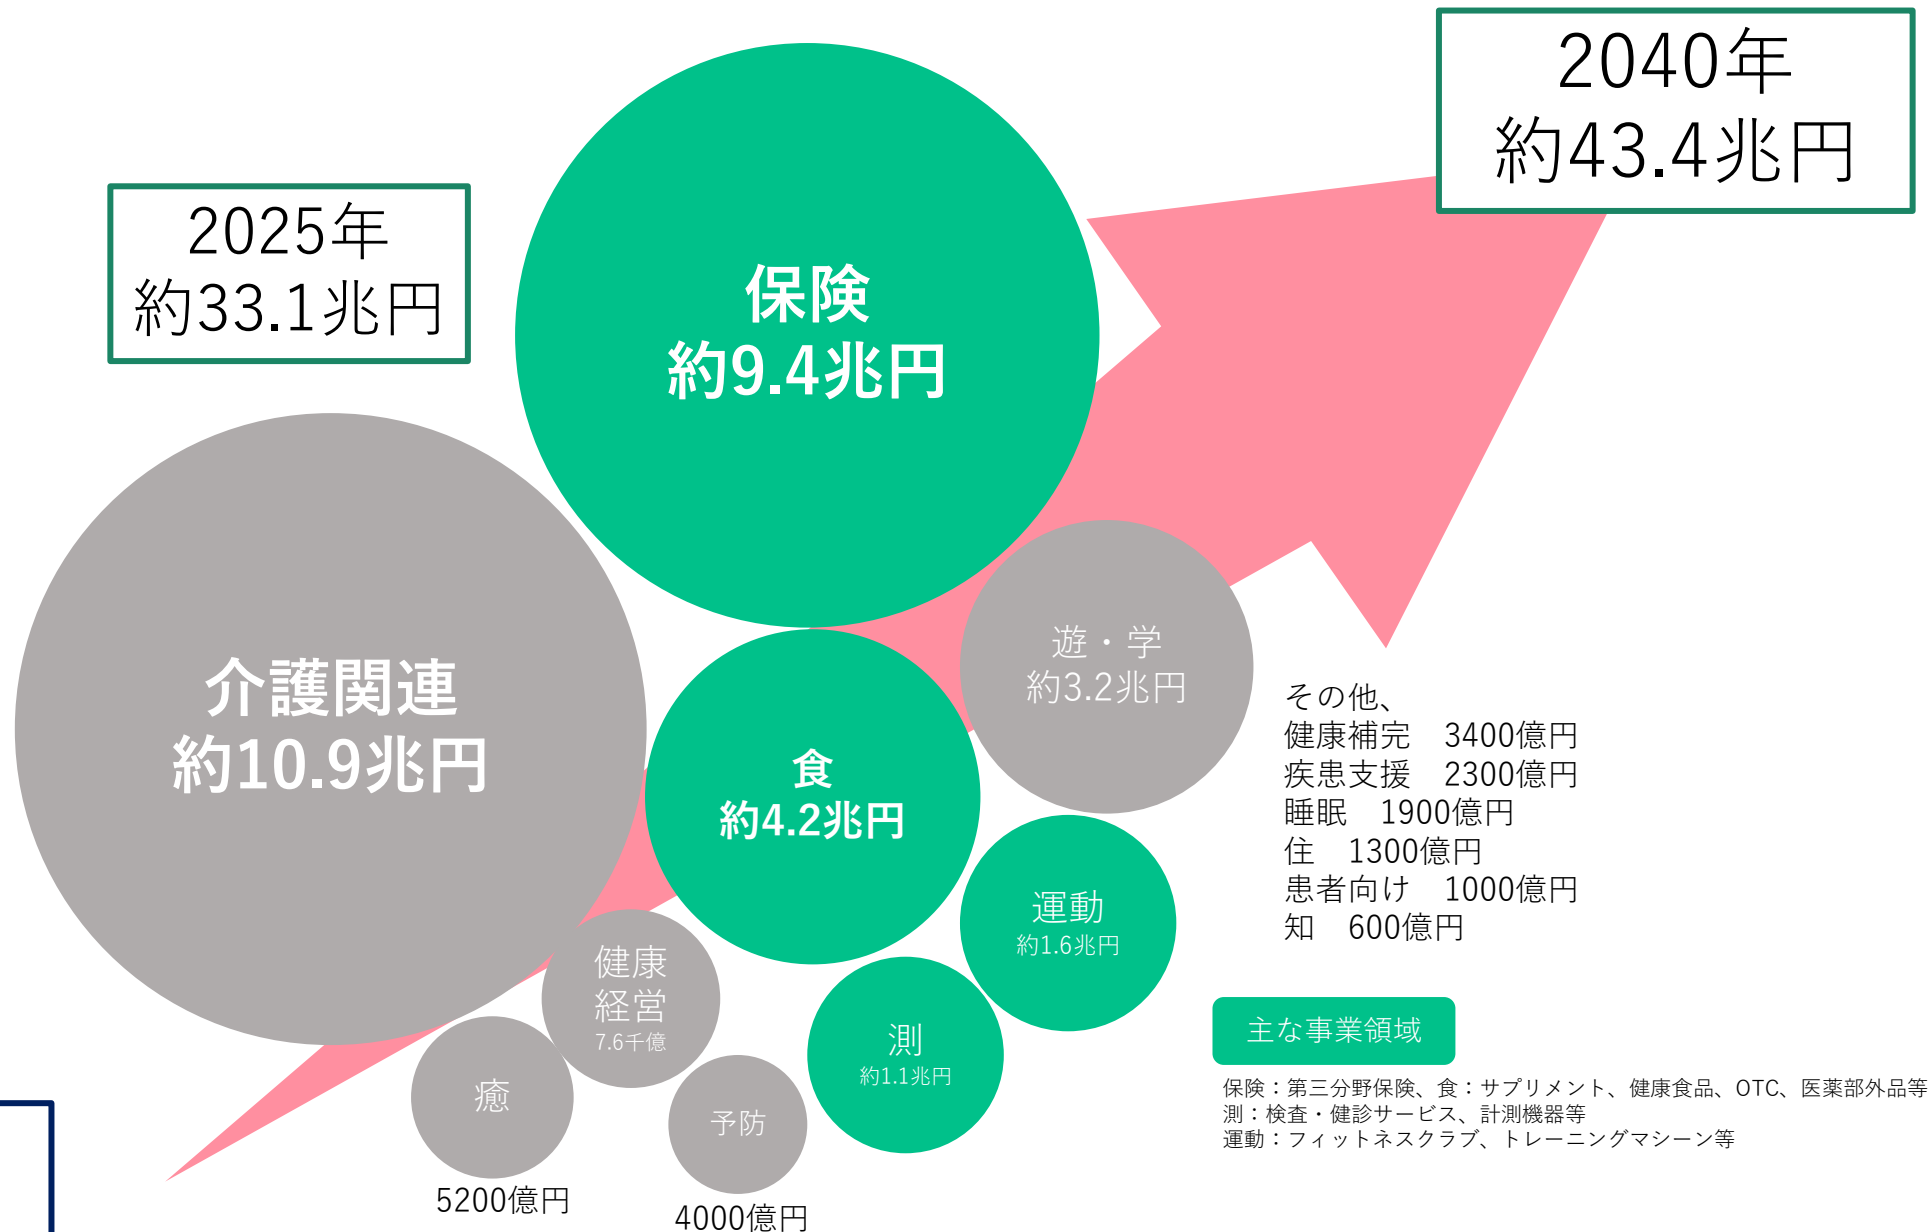 2040年
約43.4兆円
2025年
約33.1兆円
保険
約9.4兆円
介護関連
約10.9兆円
遊・学
約3.2兆円
食
約4.2兆円
その他、
健康補完　3400億円
疾患支援　2300億円
睡眠　1900億円
住　1300億円
患者向け　1000億円
知　600億円
運動
約1.6兆円
健康
経営
7.6千億
測
約1.1兆円
癒
5200億円
予防
4000億円
主な事業領域
保険：第三分野保険、食：サプリメント、健康食品、OTC、医薬部外品等
測：検査・健診サービス、計測機器等
運動：フィットネスクラブ、トレーニングマシーン等